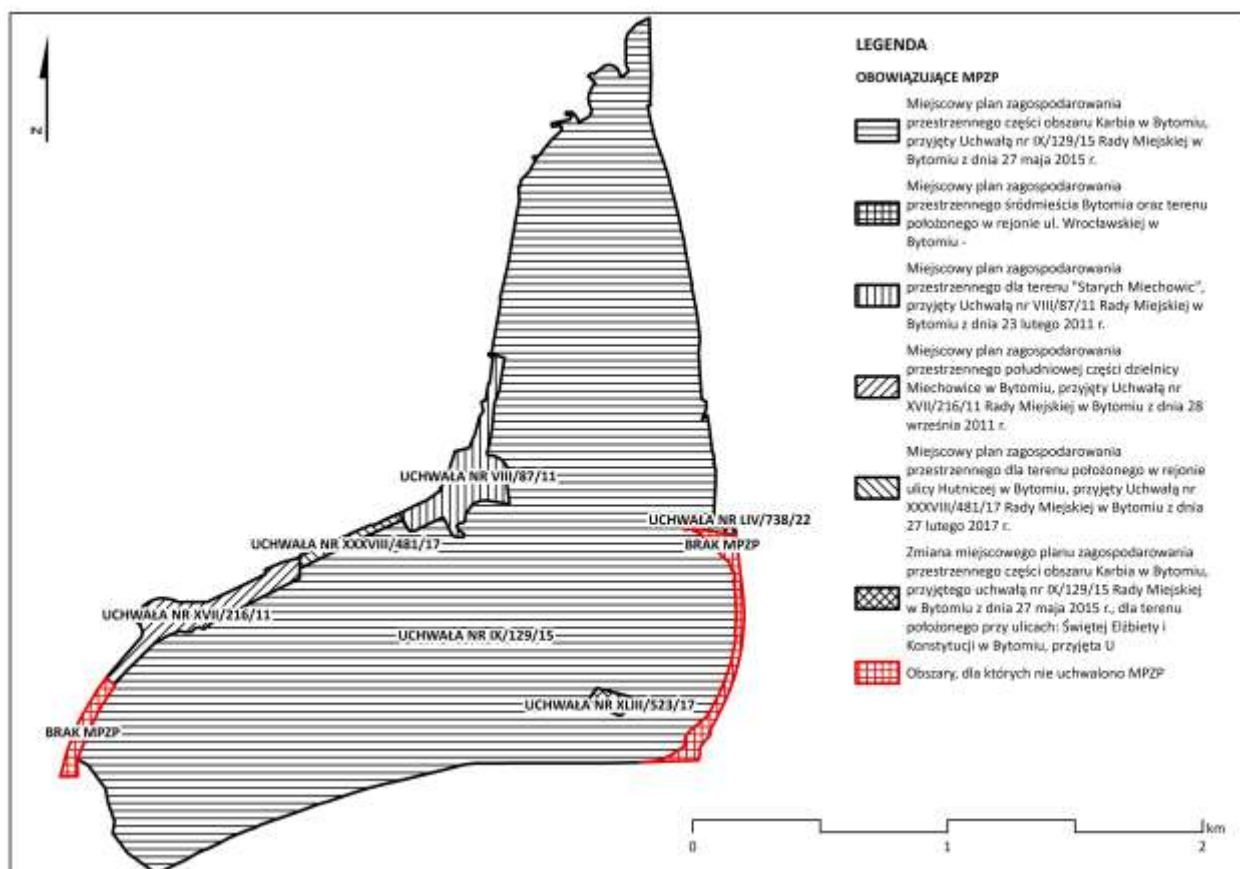 N
UCHWAŁA NR VIII/87/11
UCHWAŁA NR LIV/738/22
BRAK MPZP
UCHWAŁA NR XXXVIII/481/17
UCHWAŁA NR XVII/216/11
UCHWAŁA NR IX/129/15
UCHWAŁA NR XLIII/523/17
BRAK MPZP
LEGENDA
OBOWIĄZUJĄCE MPZP
Miejscowy plan zagospodarowania
przestrzennego części obszaru Karbia w Bytomiu,
przyjęty Uchwałą nr IX/129/15 Rady Miejskiej w
Bytomiu z dnia 27 maja 2015 r.
Miejscowy plan zagospodarowania
przestrzennego śródmieścia Bytomia oraz terenu
położonego w rejonie ul. Wrocławskiej w
Bytomiu -
Miejscowy plan zagospodarowania
przestrzennego dla terenu "Starych Miechowic",
przyjęty Uchwałą nr VIII/87/11 Rady Miejskiej w
Bytomiu z dnia 23 lutego 2011 r.
Miejscowy plan zagospodarowania
przestrzennego południowej części dzielnicy
Miechowice w Bytomiu, przyjęty Uchwałą nr
XVII/216/11 Rady Miejskiej w Bytomiu z dnia 28
września 2011 r.
Miejscowy plan zagospodarowania
przestrzennego dla terenu położonego w rejonie
ulicy Hutniczej w Bytomiu, przyjęty Uchwałą nr
XXXVIII/481/17 Rady Miejskiej w Bytomiu z dnia
27 lutego 2017 r.
Zmiana miejscowego planu zagospodarowania
przestrzennego części obszaru Karbia w Bytomiu,
przyjętego uchwałą nr IX/129/15 Rady Miejskiej
w Bytomiu z dnia 27 maja 2015 r., dla terenu
położonego przy ulicach: Świętej Elżbiety i
Konstytucji w Bytomiu, przyjęta U
Obszary, dla których nie uchwalono MPZP
km
0 1 2